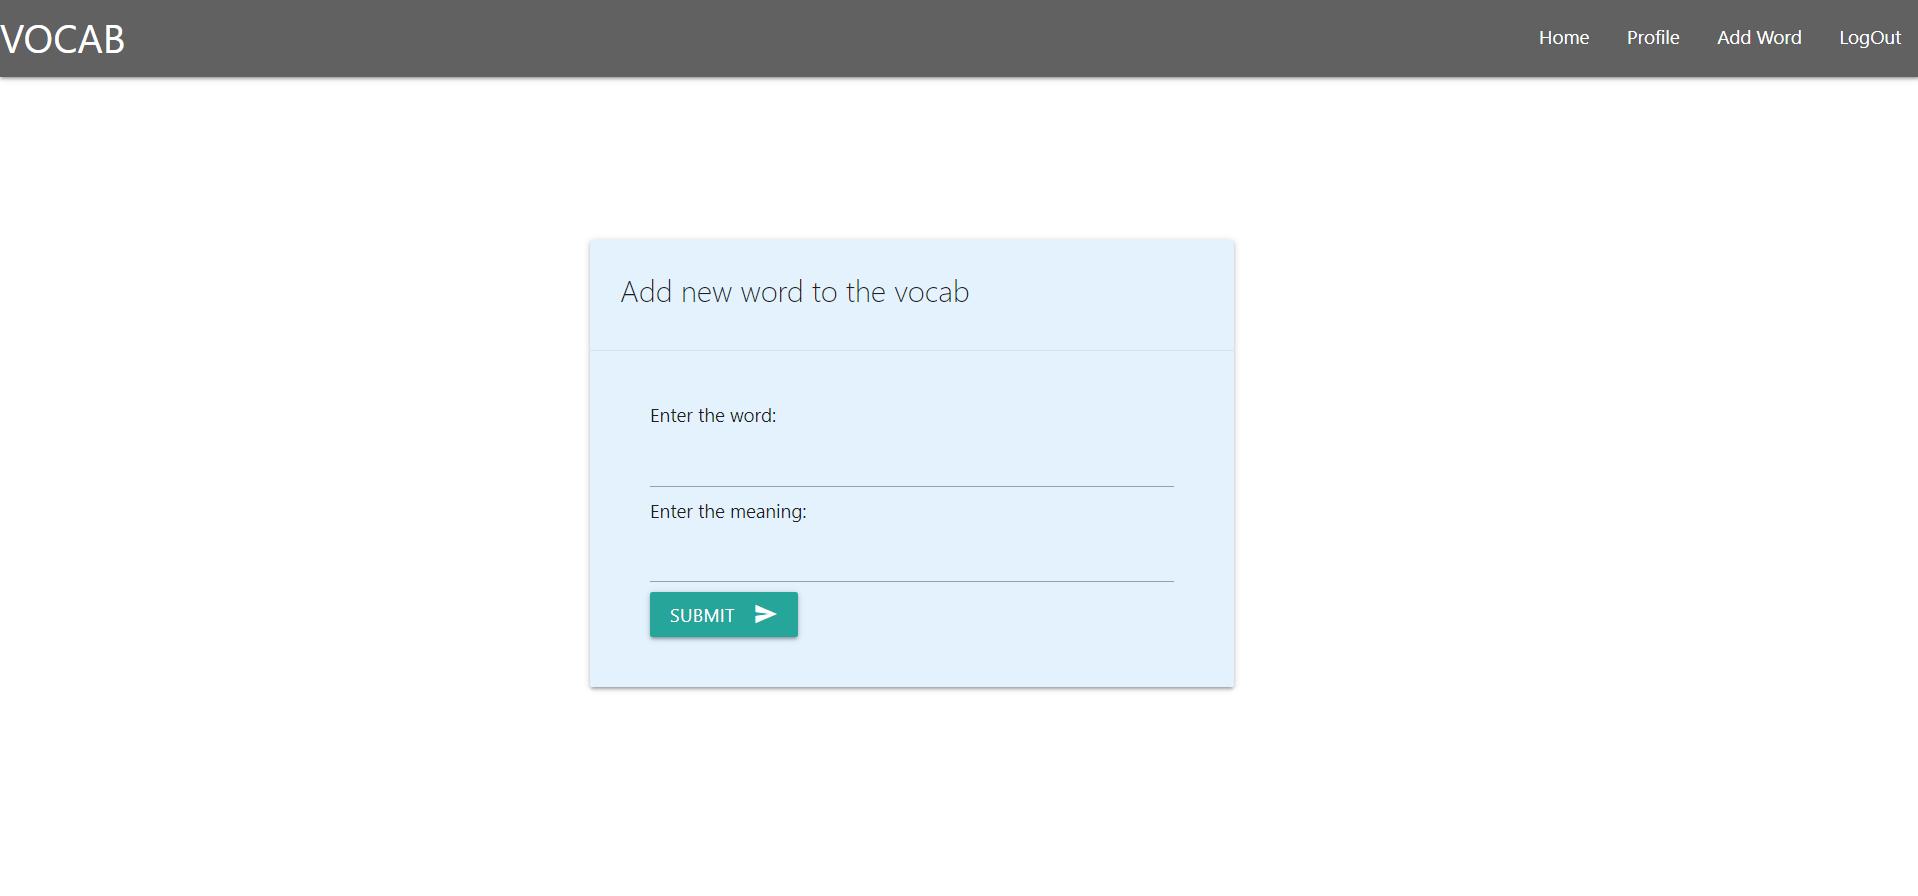 VOCAB
Home Profile Add Word LogOut
Add new word to the vocab
Enter the word:
Enter the meaning:
SUBMIT